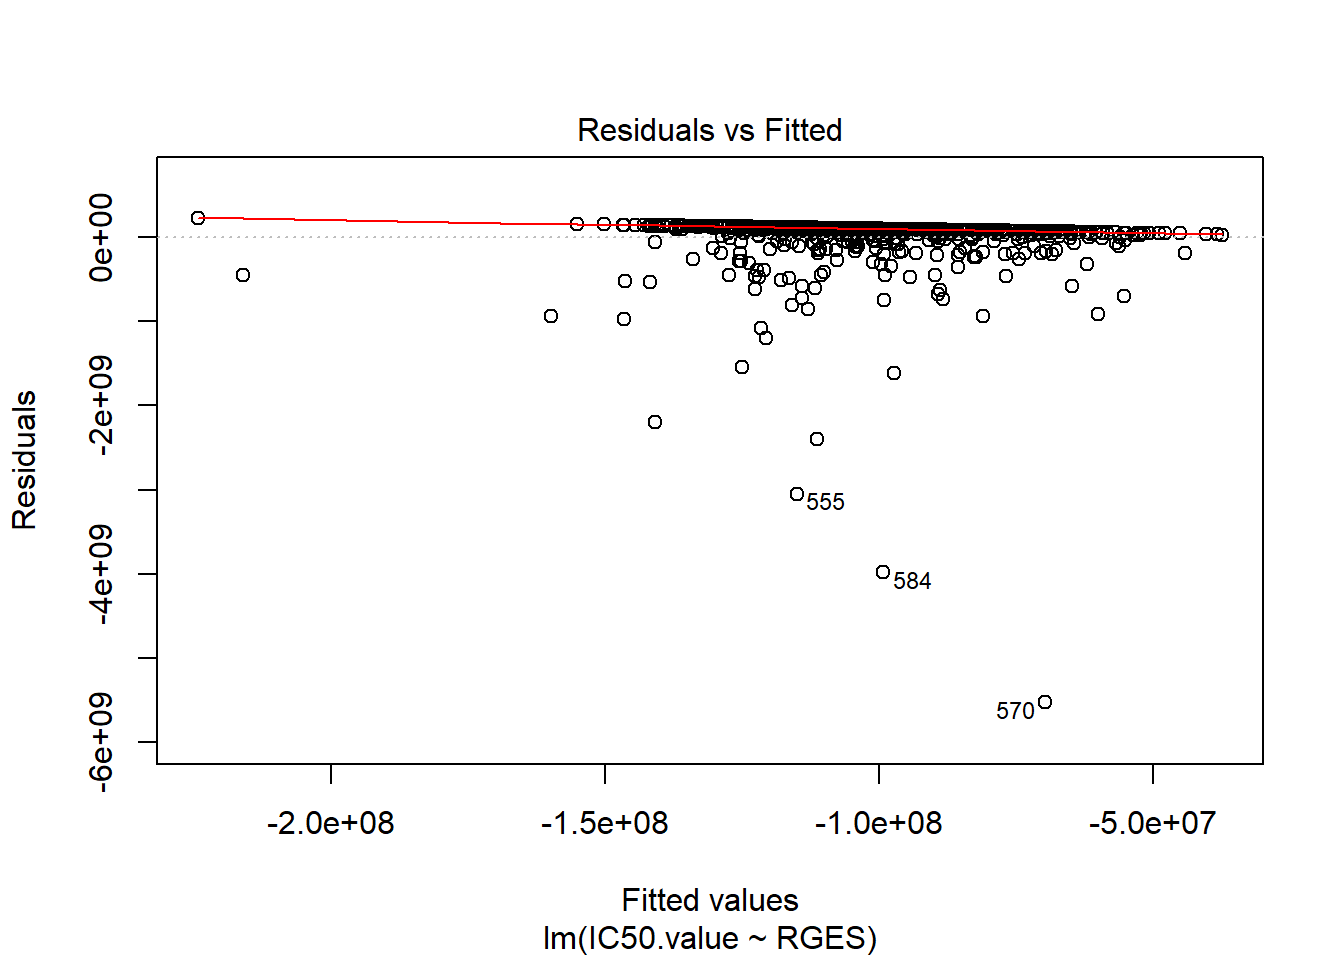 Residuals vs Fitted
Residuals
0e+00
-2e+09
-4e+09
-6e+09
555
584
570
-2.0e+08
-1.5e+08
-1.0e+08
-5.0e+07
Fitted values
lm(IC50.value ~ RGES)